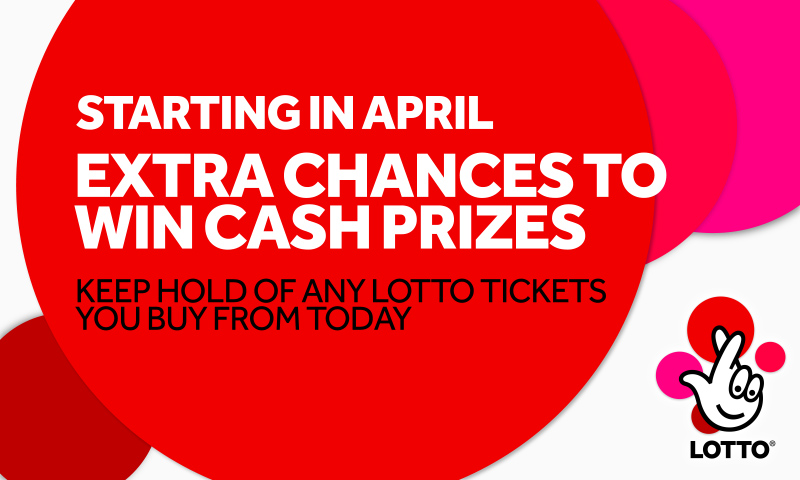 STARTING IN APRIL
EXTRA CHANCES TO
WIN CASH PRIZES
KEEP HOLD OF ANY LOTTO TICKETS
YOU BUY FROM TODAY
LOTTO®